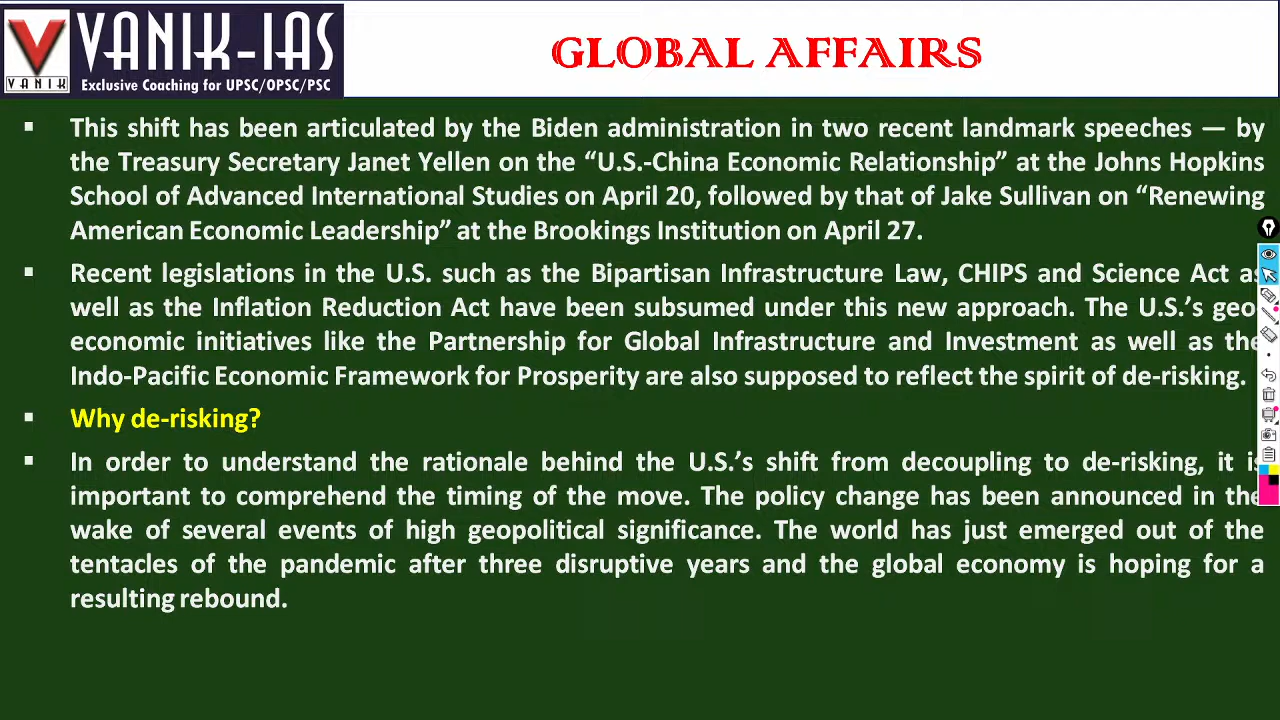 VANIK-IAS
VANIK
Exclusive Coaching for UPSC/OPSC/PSC
GLOBAL AFFAIRS
▪ This shift has been articulated by the Biden administration in two recent landmark speeches — by
the Treasury Secretary Janet Yellen on the “U.S.-China Economic Relationship” at the Johns Hopkins
School of Advanced International Studies on April 20, followed by that of Jake Sullivan on “Renewing
American Economic Leadership” at the Brookings Institution on April 27.
▪ Recent legislations in the U.S. such as the Bipartisan Infrastructure Law, CHIPS and Science Act as
well as the Inflation Reduction Act have been subsumed under this new approach. The U.S.’s geo-
economic initiatives like the Partnership for Global Infrastructure and Investment as well as the
Indo-Pacific Economic Framework for Prosperity are also supposed to reflect the spirit of de-risking.
▪ Why de-risking?
▪ In order to understand the rationale behind the U.S.’s shift from decoupling to de-risking, it is
important to comprehend the timing of the move. The policy change has been announced in the
wake of several events of high geopolitical significance. The world has just emerged out of the
tentacles of the pandemic after three disruptive years and the global economy is hoping for a
resulting rebound.